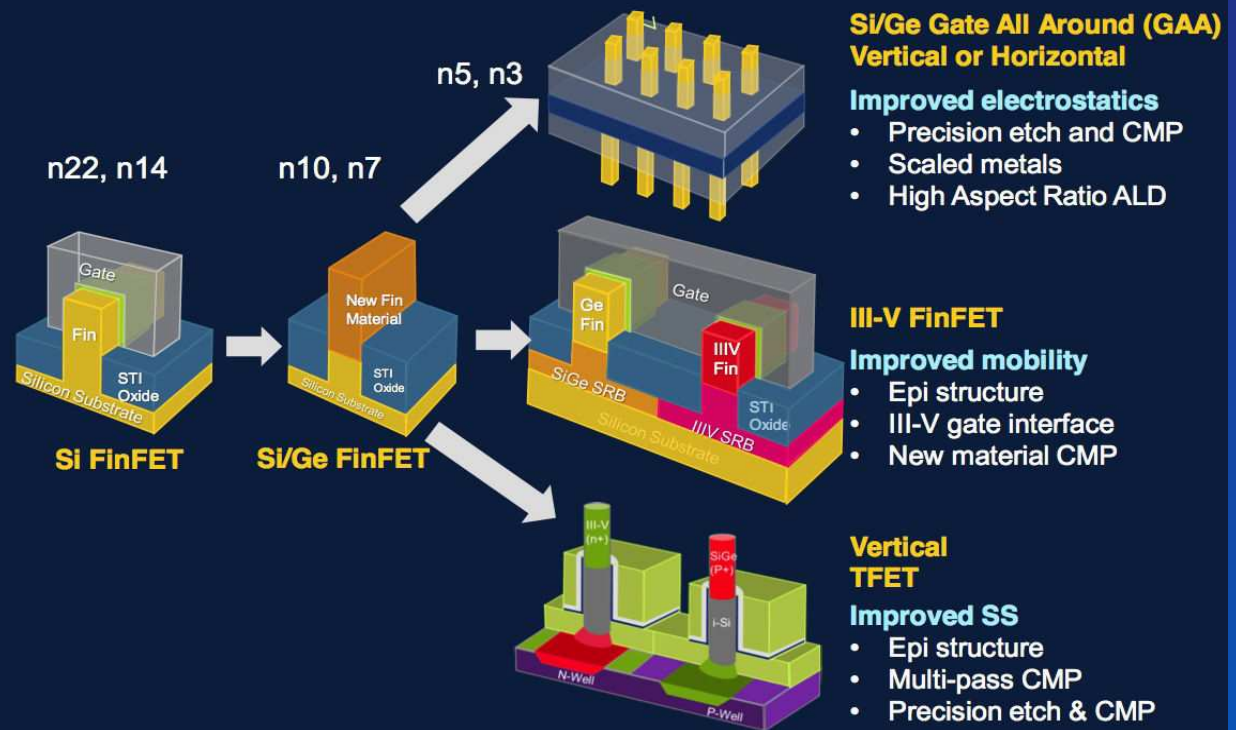 Si/Ge Gate All Around (GAA)
Vertical or Horizontal
Improved electrostatics
• Precision etch and CMP
• Scaled metals
• High Aspect Ratio ALD
n5, n3
n22, n14
n10, n7
Gate
Fin
STI
Oxide
Silicon Substrate
Si FinFET
New Fin
Material
STI
Oxide
Silicon Substrate
Si/Ge FinFET
Gate
Ge
Fin
IIIV
Fin
SiGe SRB
STI
Oxide
IIIV SRB
Silicon Substrate
III-V FinFET
Improved mobility
• Epi structure
• III-V gate interface
• New material CMP
III-V
(n+)
SiGe
(P+)
i-Si
N-Well
P-Well
Vertical
TFET
Improved SS
• Epi structure
• Multi-pass CMP
• Precision etch & CMP